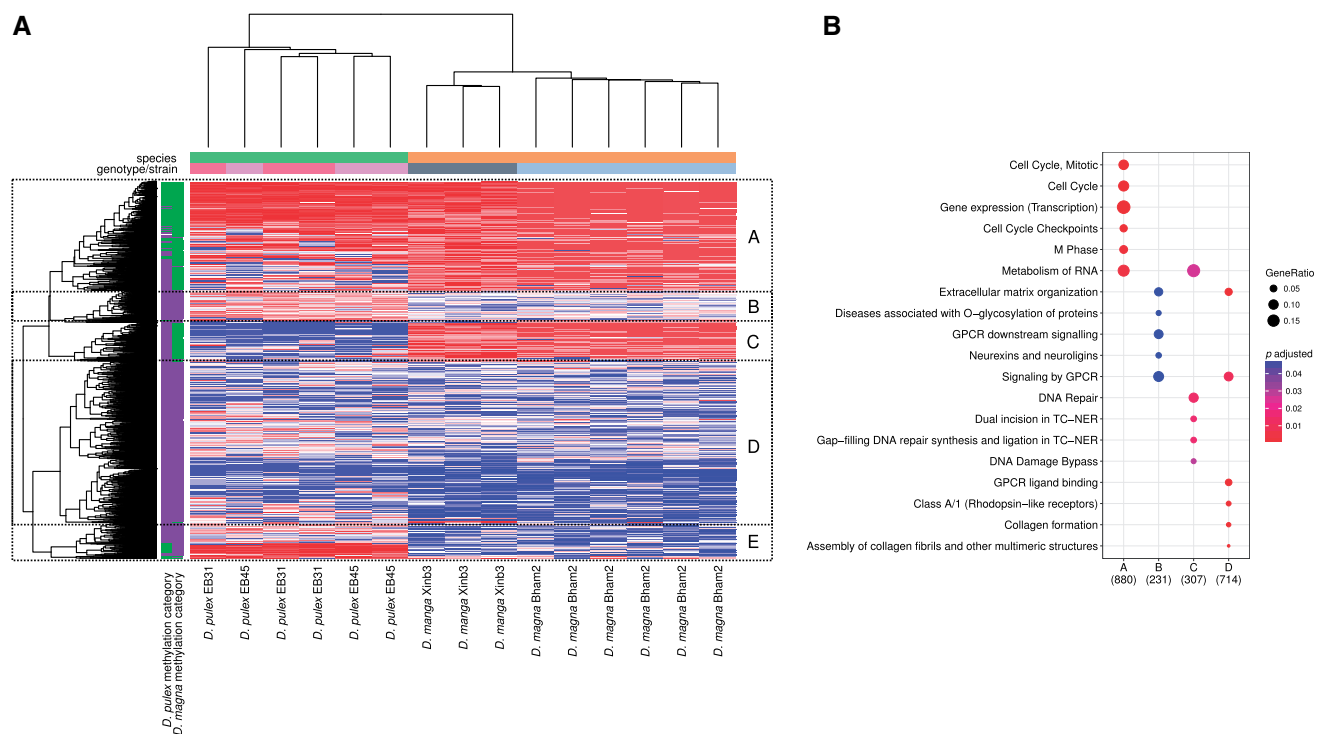 A
B
species
genotype/strain
A
B
C
D
E
D. pulex methylation category
D. magna methylation category
D. pulex EB31
D. pulex EB45
D. pulex EB31
D. pulex EB31
D. pulex EB45
D. pulex EB45
D. manga Xinb3
D. manga Xinb3
D. manga Xinb3
D. magna Bham2
D. magna Bham2
D. magna Bham2
D. magna Bham2
D. magna Bham2
D. magna Bham2
Cell Cycle, Mitotic
Cell Cycle
Gene expression (Transcription)
Cell Cycle Checkpoints
M Phase
Metabolism of RNA
Extracellular matrix organization
Diseases associated with O−glycosylation of proteins
GPCR downstream signalling
Neurexins and neuroligins
Signaling by GPCR
DNA Repair
Dual incision in TC−NER
Gap−filling DNA repair synthesis and ligation in TC−NER
DNA Damage Bypass
GPCR ligand binding
Class A/1 (Rhodopsin−like receptors)
Collagen formation
Assembly of collagen fibrils and other multimeric structures
A
(880)
B
(231)
C
(307)
D
(714)
GeneRatio
0.05
0.10
0.15
p adjusted
0.04
0.03
0.02
0.01